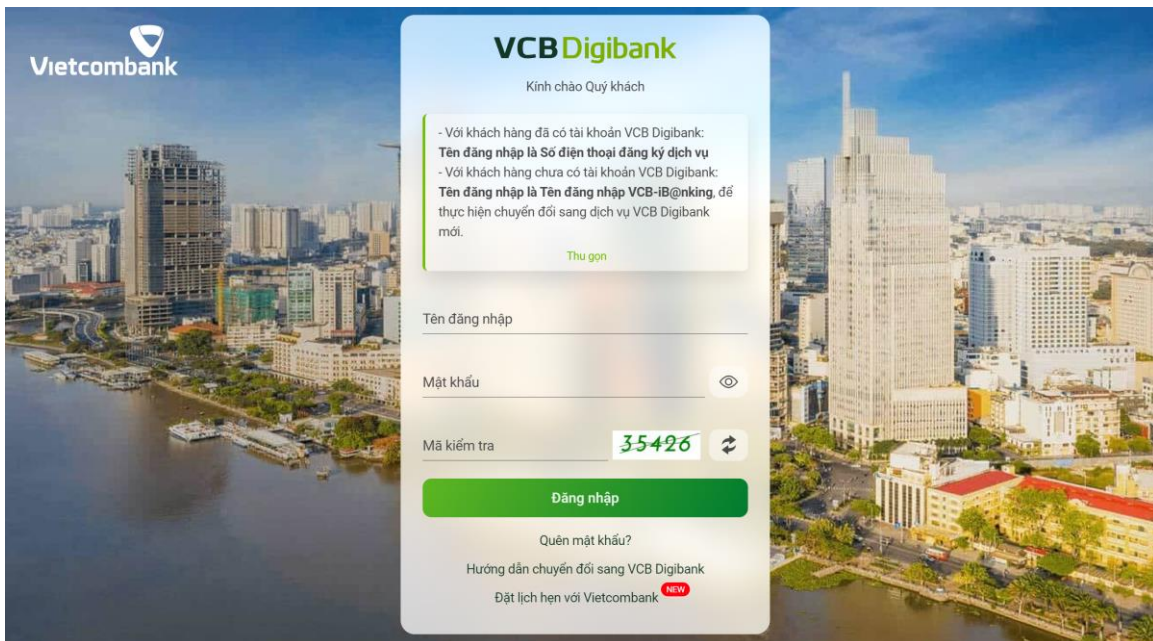 Vietcombank
VCB Digibank
Kính chào Quý khách
- Với khách hàng đã có tài khoản VCB Digibank:
Tên đăng nhập là Số điện thoại đăng ký dịch vụ
- Với khách hàng chưa có tài khoản VCB Digibank:
Tên đăng nhập là Tên đăng nhập VCB-iB@nking, để
thực hiện chuyển đổi sang dịch vụ VCB Digibank
mới.
Thu gọn
Tên đăng nhập
Mật khẩu
Mã kiểm tra 35426
Đăng nhập
Quên mật khẩu?
Hướng dẫn chuyển đổi sang VCB Digibank
Đặt lịch hẹn với Vietcombank NEW